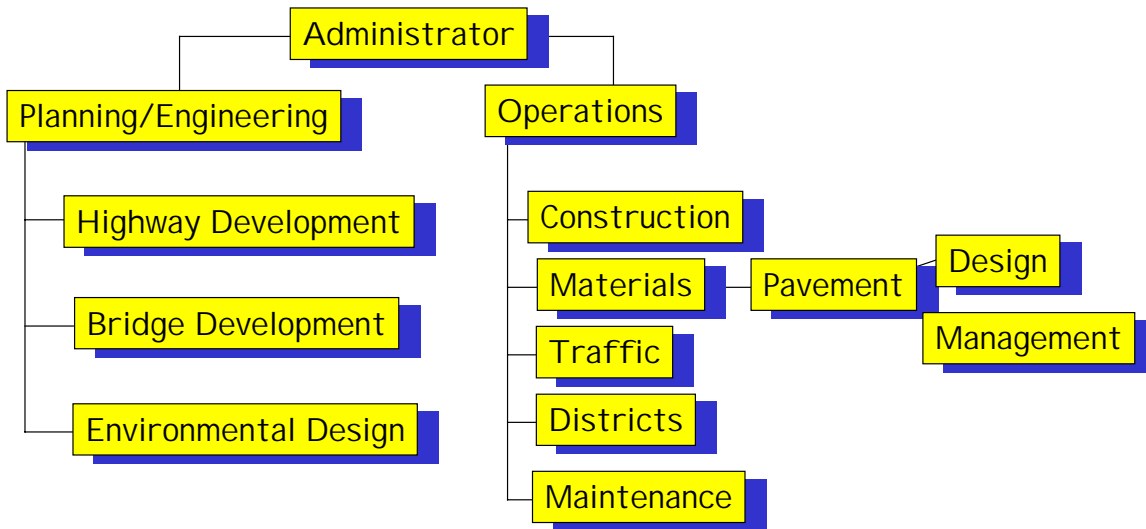 Administrator
Planning/Engineering
Highway Development
Bridge Development
Environmental Design
Operations
Construction
Materials
Pavement
Design
Management
Traffic
Districts
Maintenance